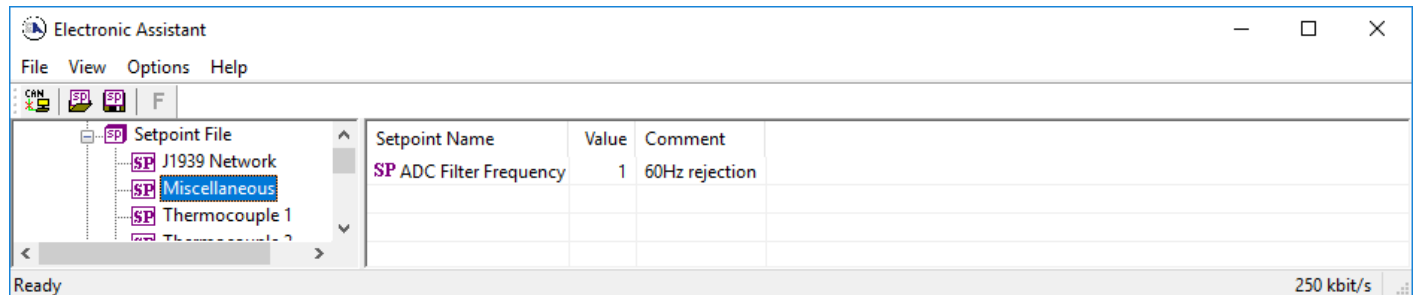 Electronic Assistant
File View Options Help
CAN SP SP F
SP Setpoint File
SP J1939 Network
SP Miscellaneous
SP Thermocouple 1
Setpoint Name Value Comment
SP ADC Filter Frequency 1 60Hz rejection
Ready 250 kbit/s